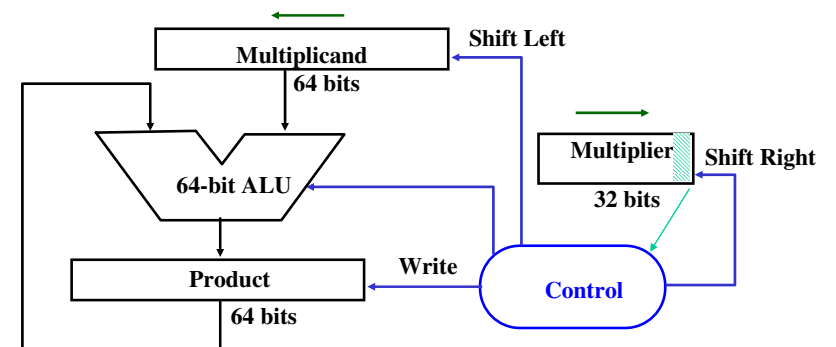 Shift Left
Multiplicand
64 bits
Multiplier
Shift Right
64-bit ALU
32 bits
Write
Product
Control
64 bits